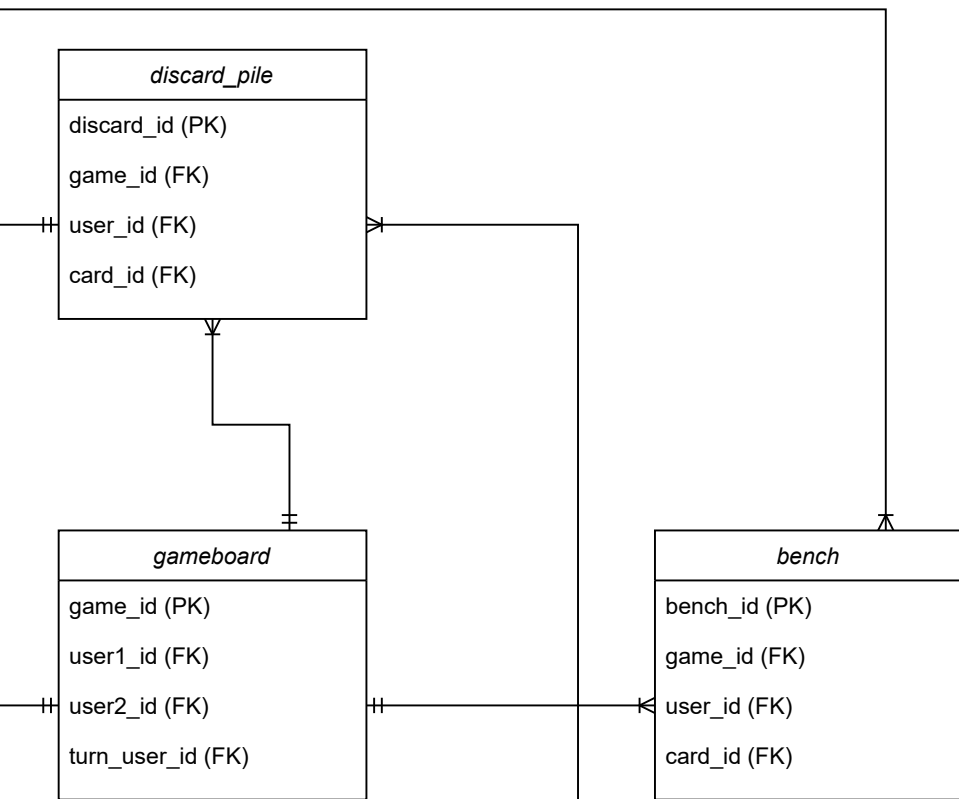 discard_pile
discard_id (PK)
game_id (FK)
user_id (FK)
card_id (FK)
gameboard
game_id (PK)
user1_id (FK)
user2_id (FK)
turn_user_id (FK)
bench
bench_id (PK)
game_id (FK)
user_id (FK)
card_id (FK)